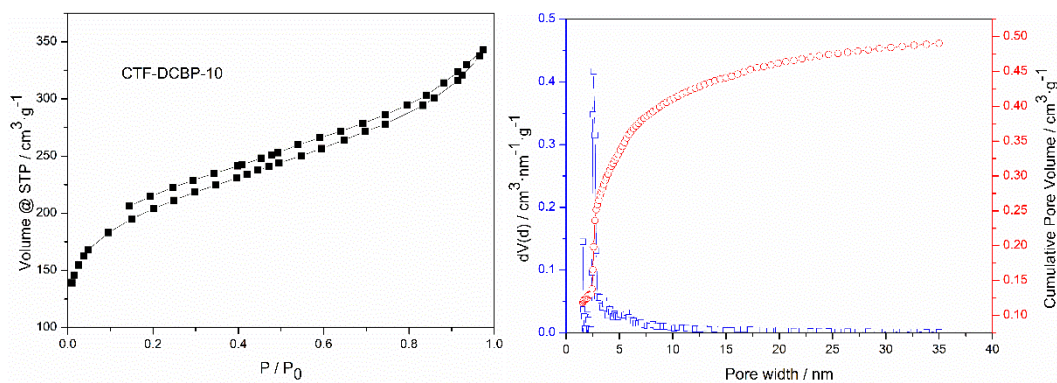 CTF-DCBP-10
Volume @ STP / cm³·g⁻¹
350
300
250
200
150
100
0.0 0.2 0.4 0.6 0.8 1.0
P / P₀
dV(d) / cm³·nm⁻¹·g⁻¹
0.5
0.4
0.3
0.2
0.1
0.0
0 5 10 15 20 25 30 35 40
Pore width / nm
0.50
0.45
0.40
0.35
0.30
0.25
0.20
0.15
0.10
Cumulative Pore Volume / cm³·g⁻¹